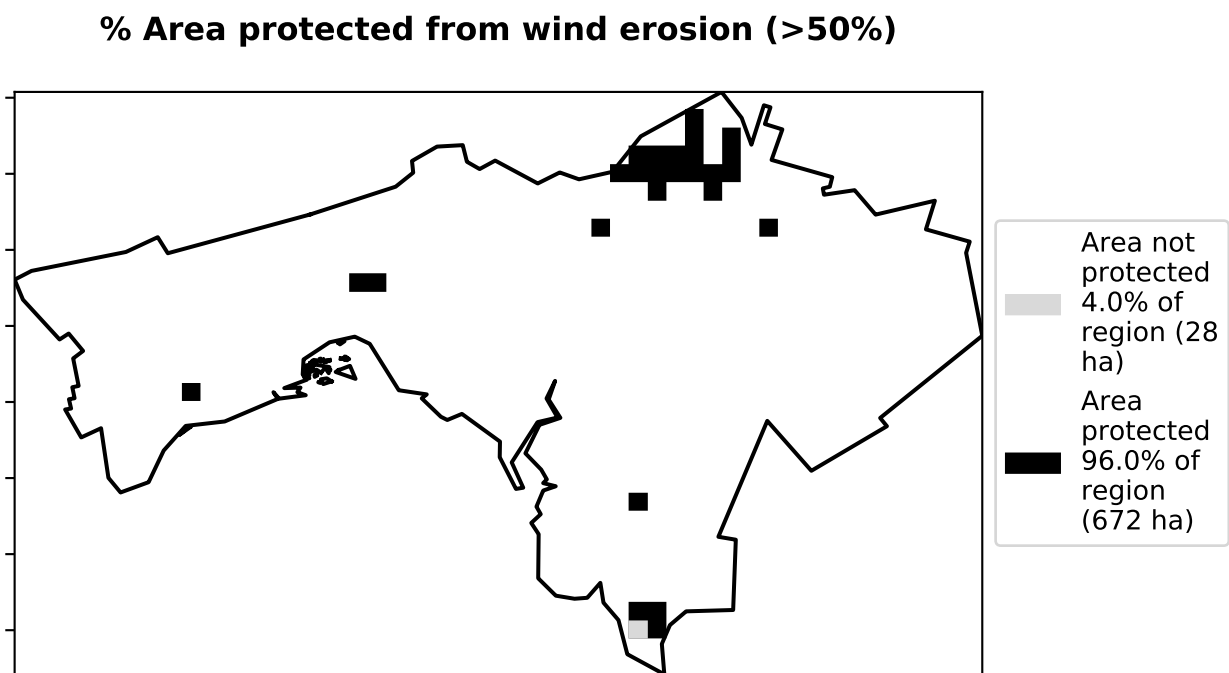 % Area protected from wind erosion (>50%)
Area not
protected
4.0% of
region (28
ha)
Area
protected
96.0% of
region
(672 ha)